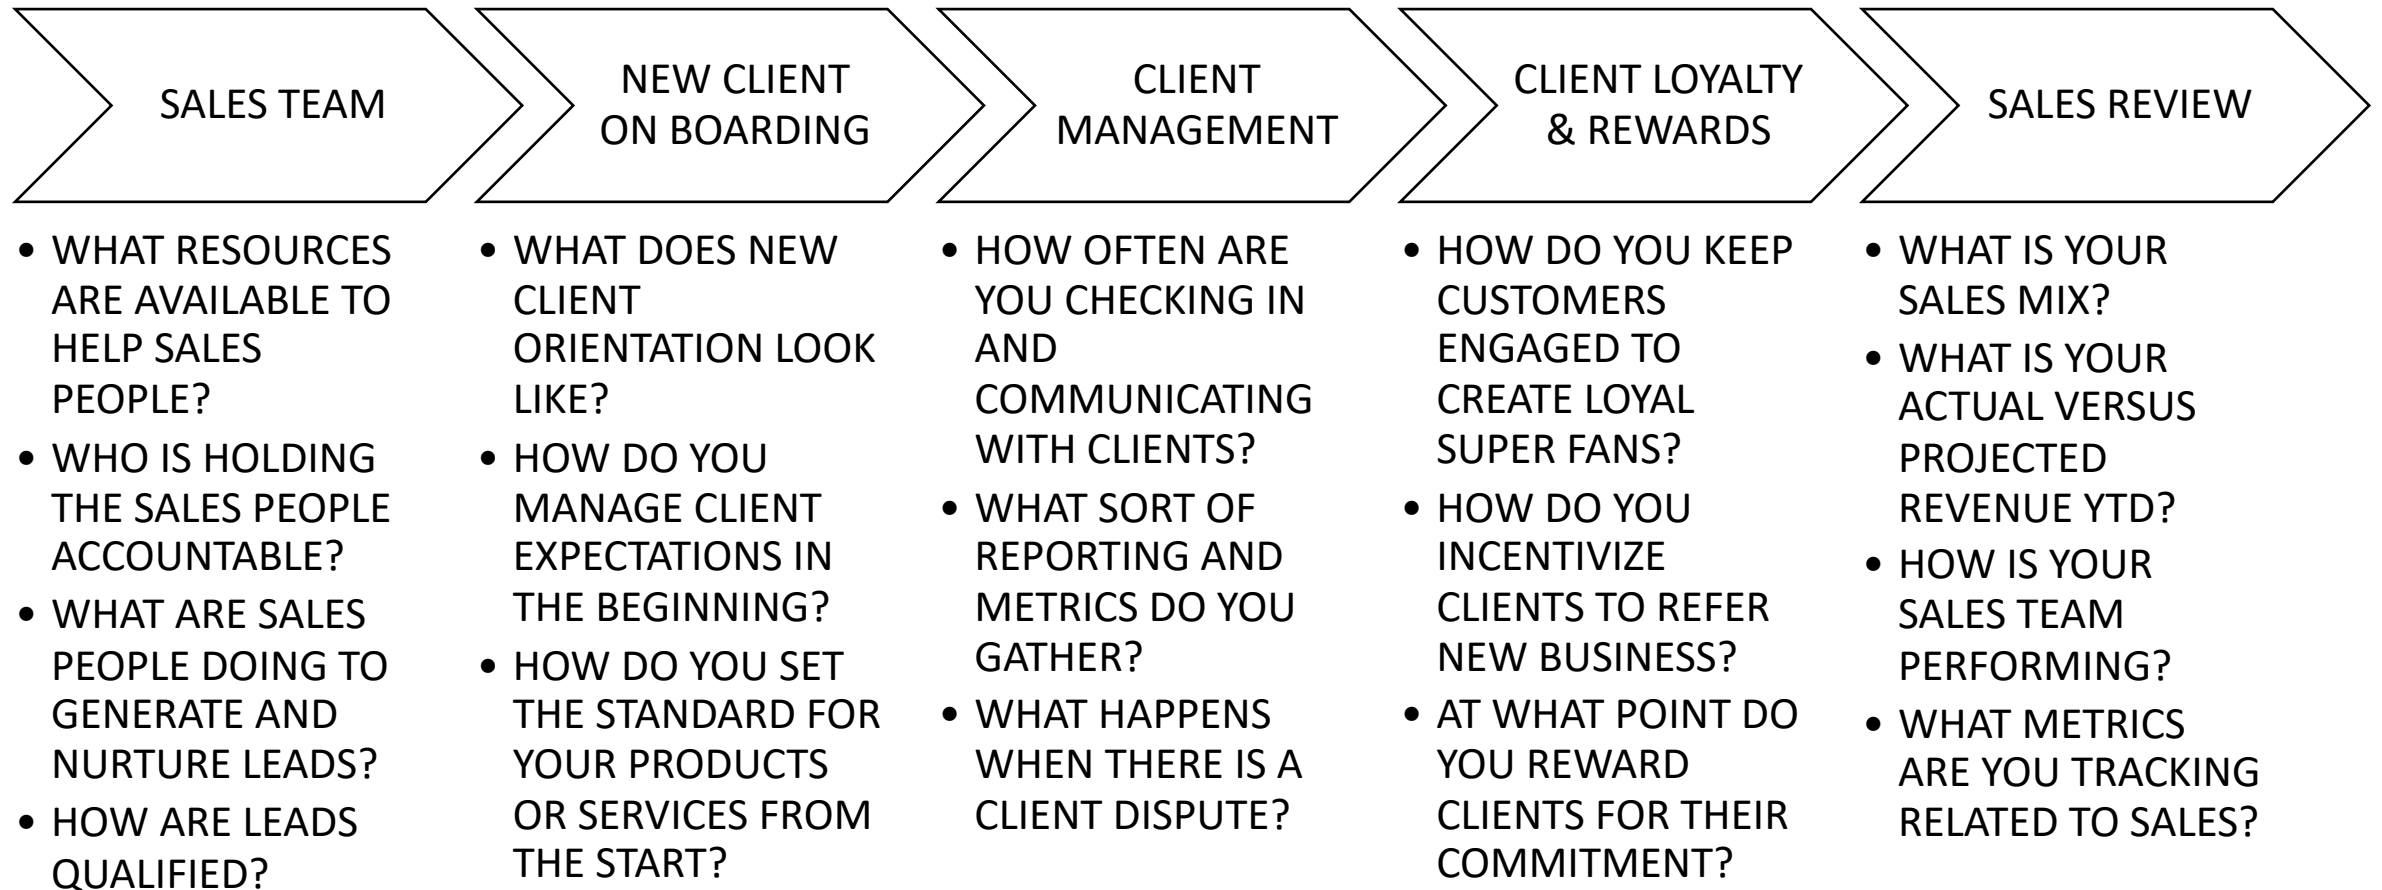 SALES TEAM
NEW CLIENT
ON BOARDING
CLIENT
MANAGEMENT
CLIENT LOYALTY
& REWARDS
SALES REVIEW
• WHAT RESOURCES
ARE AVAILABLE TO
HELP SALES
PEOPLE?
• WHO IS HOLDING
THE SALES PEOPLE
ACCOUNTABLE?
• WHAT ARE SALES
PEOPLE DOING TO
GENERATE AND
NURTURE LEADS?
• HOW ARE LEADS
QUALIFIED?
• WHAT DOES NEW
CLIENT
ORIENTATION LOOK
LIKE?
• HOW DO YOU
MANAGE CLIENT
EXPECTATIONS IN
THE BEGINNING?
• HOW DO YOU SET
THE STANDARD FOR
YOUR PRODUCTS
OR SERVICES FROM
THE START?
• HOW OFTEN ARE
YOU CHECKING IN
AND
COMMUNICATING
WITH CLIENTS?
• WHAT SORT OF
REPORTING AND
METRICS DO YOU
GATHER?
• WHAT HAPPENS
WHEN THERE IS A
CLIENT DISPUTE?
• HOW DO YOU KEEP
CUSTOMERS
ENGAGED TO
CREATE LOYAL
SUPER FANS?
• HOW DO YOU
INCENTIVIZE
CLIENTS TO REFER
NEW BUSINESS?
• AT WHAT POINT DO
YOU REWARD
CLIENTS FOR THEIR
COMMITMENT?
• WHAT IS YOUR
SALES MIX?
• WHAT IS YOUR
ACTUAL VERSUS
PROJECTED
REVENUE YTD?
• HOW IS YOUR
SALES TEAM
PERFORMING?
• WHAT METRICS
ARE YOU TRACKING
RELATED TO SALES?